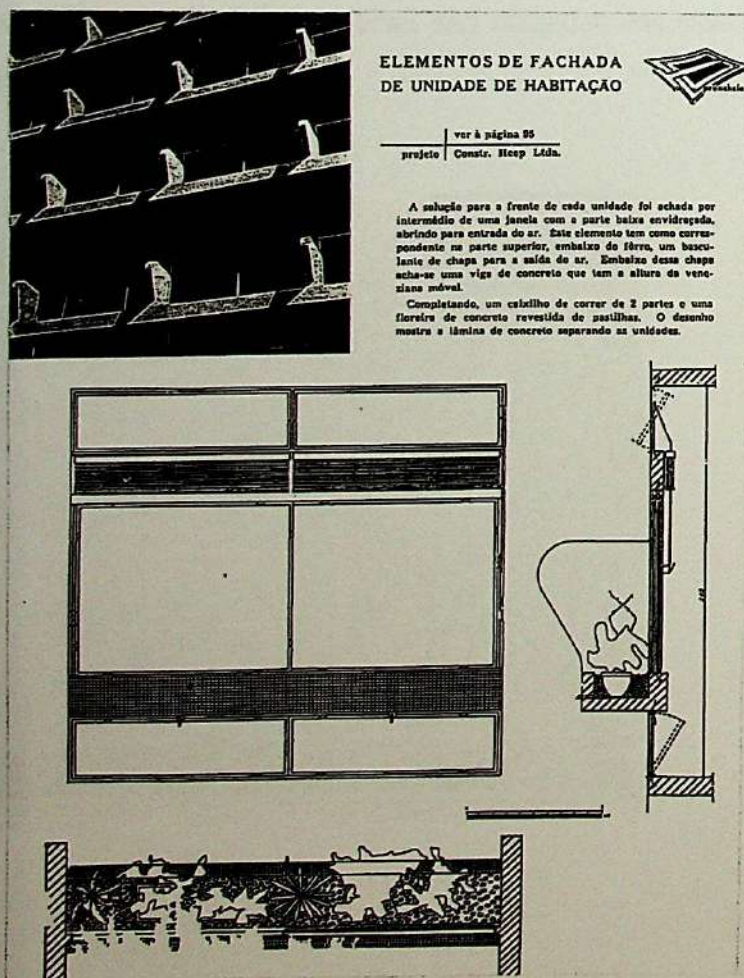 ELEMENTOS DE FACHADA
DE UNIDADE DE HABITAÇÃO
prancheta
ver à página 95
projeto Constr. Heep Ltda.
A solução para a frente de cada unidade foi achada por
intermédio de uma janela com a parte baixa envidraçada,
abrindo para entrada do ar. Êste elemento tem como corres-
pondente na parte superior, embaixo do fôrro, um bascu-
lante de chapa para a saída do ar. Embaixo dessa chapa
acha-se uma viga de concreto que tem a altura da vene-
ziana móvel.
Completando, um caixilho de correr de 2 partes e uma
floreira de concreto revestida de pastilhas. O desenho
mostra a lâmina de concreto separando as unidades.